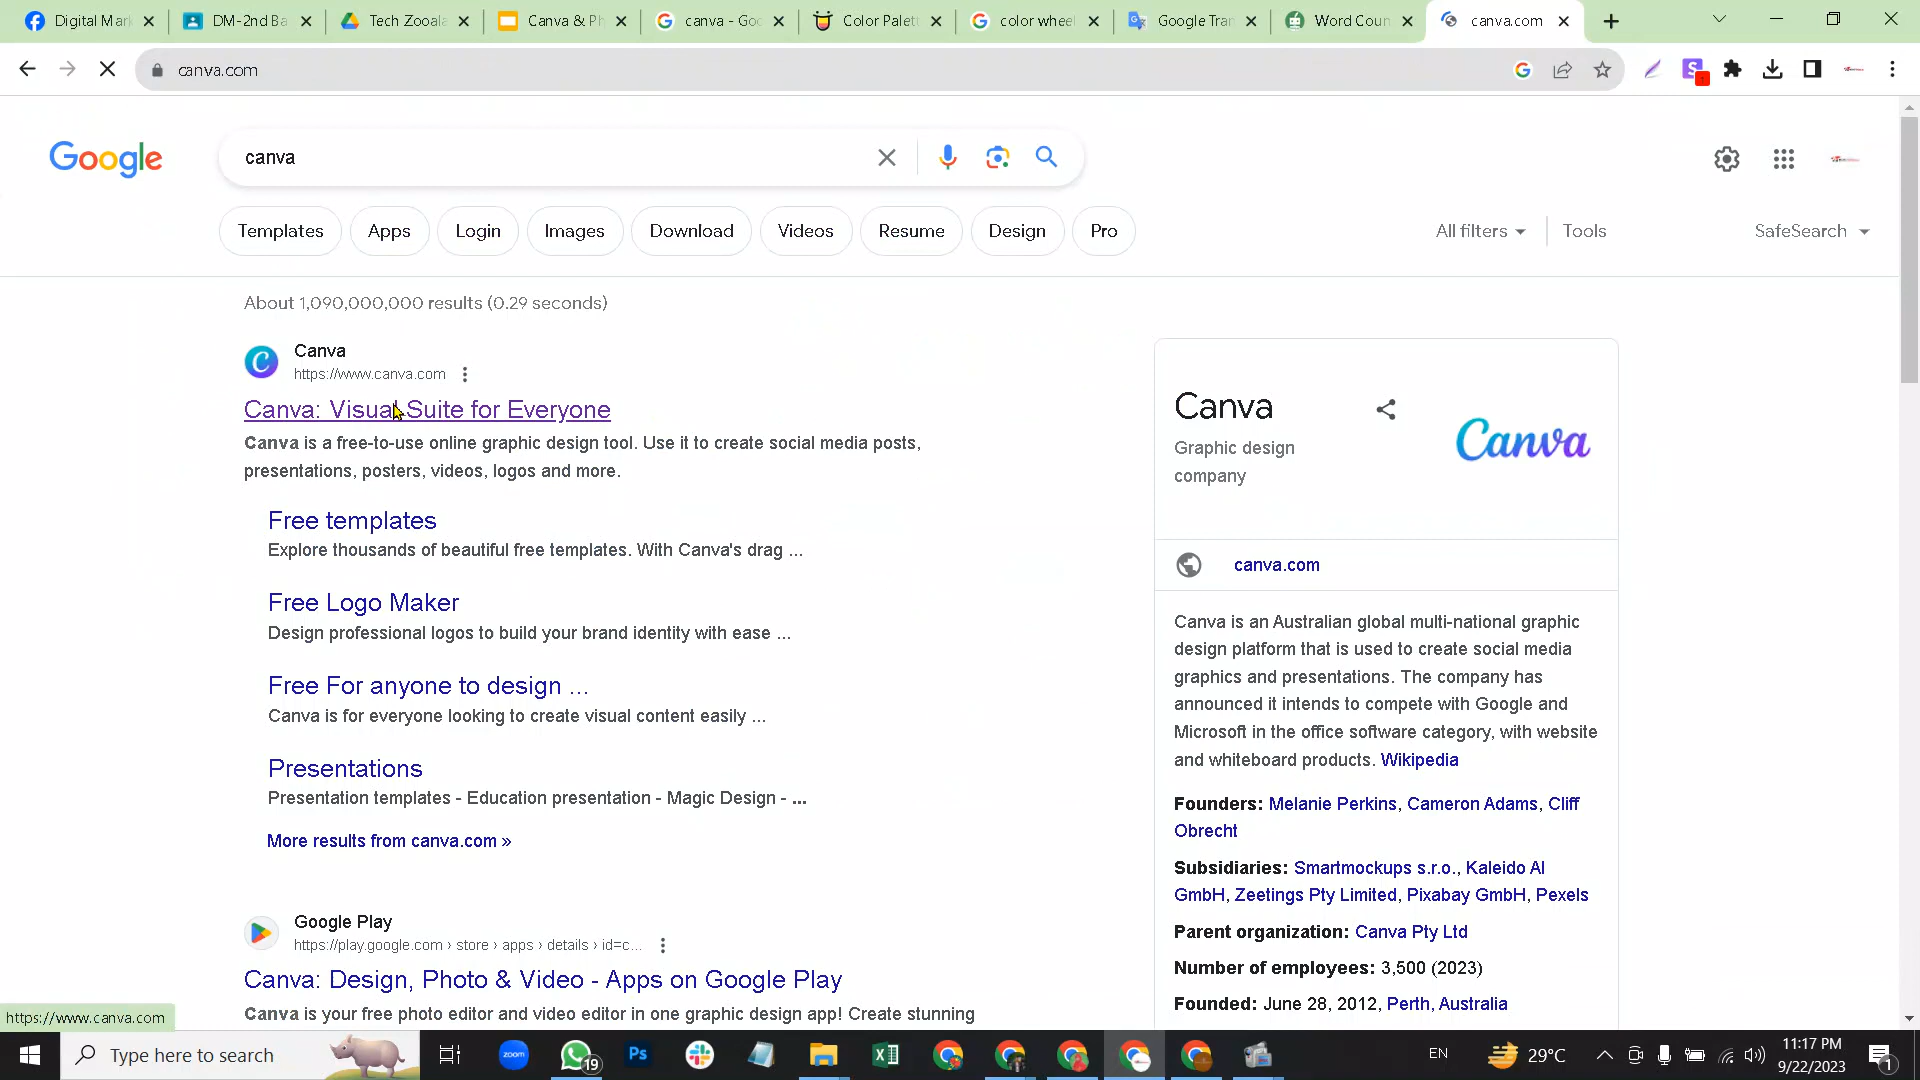 Digital Mark
DM-2nd Ba
Tech Zooala
Canva & Ph
canva - Goo
Color Palet
color wheel
Google Tran
Word Coun
canva.com
canva.com
Google
canva
Templates
Apps
Login
Images
Download
Videos
Resume
Design
Pro
All filters
Tools
SafeSearch
About 1,090,000,000 results (0.29 seconds)
Canva
https://www.canva.com
Canva: Visual Suite for Everyone
Canva is a free-to-use online graphic design tool. Use it to create social media posts,
presentations, posters, videos, logos and more.
Free templates
Explore thousands of beautiful free templates. With Canva's drag ...
Free Logo Maker
Design professional logos to build your brand identity with ease ...
Free For anyone to design ...
Canva is for everyone looking to create visual content easily ...
Presentations
Presentation templates - Education presentation - Magic Design - ...
More results from canva.com »
Google Play
https://play.google.com › store › apps › details › id=c...
Canva: Design, Photo & Video - Apps on Google Play
Canva is your free photo editor and video editor in one graphic design app! Create stunning
Canva
Graphic design
company
Canva
canva.com
Canva is an Australian global multi-national graphic
design platform that is used to create social media
graphics and presentations. The company has
announced it intends to compete with Google and
Microsoft in the office software category, with website
and whiteboard products. Wikipedia
Founders: Melanie Perkins, Cameron Adams, Cliff
Obrecht
Subsidiaries: Smartmockups s.r.o., Kaleido AI
GmbH, Zeetings Pty Limited, Pixabay GmbH, Pexels
Parent organization: Canva Pty Ltd
Number of employees: 3,500 (2023)
Founded: June 28, 2012, Perth, Australia
https://www.canva.com
Type here to search
zoom
19
Ps
EN
29°C
11:17 PM
9/22/2023
1